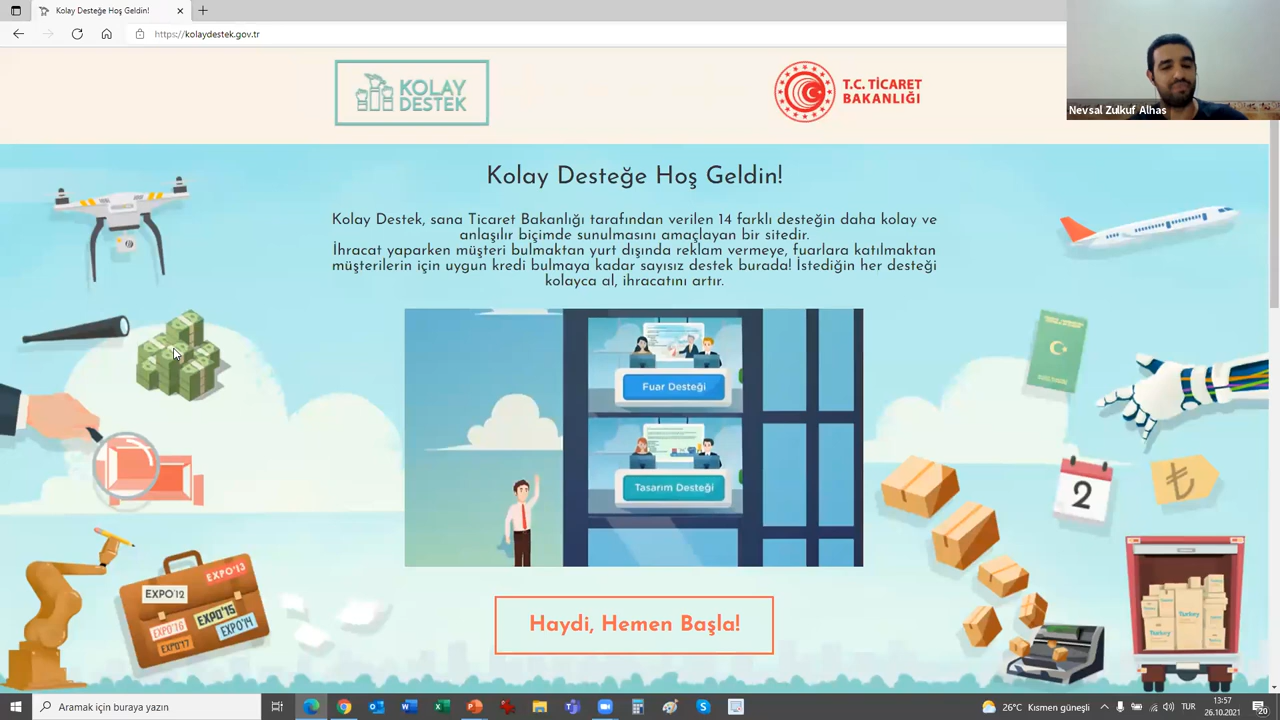 Kolay Desteğe Hoş Geldin!
https://kolaydestek.gov.tr
KOLAY
DESTEK
T.C. TİCARET
BAKANLIĞI
Nevsal Zulkuf Alhas
Kolay Desteğe Hoş Geldin!
Kolay Destek, sana Ticaret Bakanlığı tarafından verilen 14 farklı desteğin daha kolay ve
anlaşılır biçimde sunulmasını amaçlayan bir sitedir.
İhracat yaparken müşteri bulmaktan yurt dışında reklam vermeye, fuarlara katılmaktan
müşterilerin için uygun kredi bulmaya kadar sayısız destek burada! İstediğin her desteği
kolayca al, ihracatını artır.
Fuar Desteği
Tasarım Desteği
2
EXPO'13
EXPO'12
EXPO'15
EXPO'16
EXPO'14
EXPO'17
Turkey
Turkey
Turkey
Haydi, Hemen Başla!
Aramak için buraya yazın
26°C Kısmen güneşli
TUR
13:57
26.10.2021
20